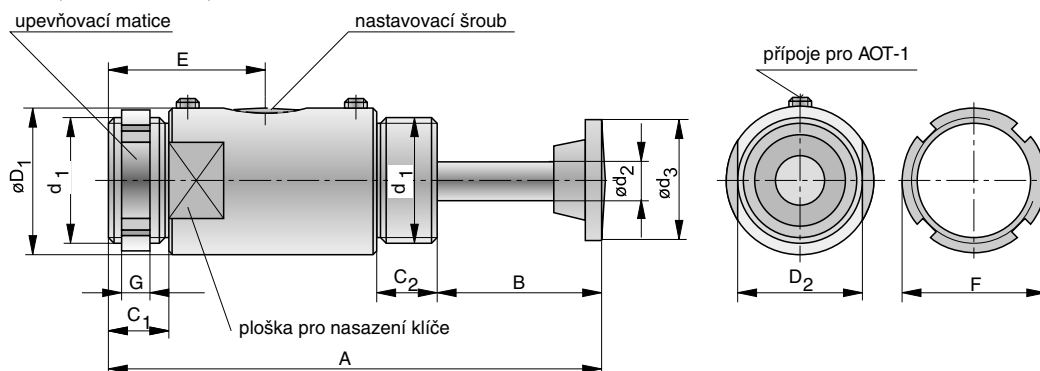 upevňovací matice
nastavovací šroub
přípoje pro AOT-1
E
øD1
d1
d1
ød2
ød3
G
C1
C2
B
D2
F
ploška pro nasazení klíče
A